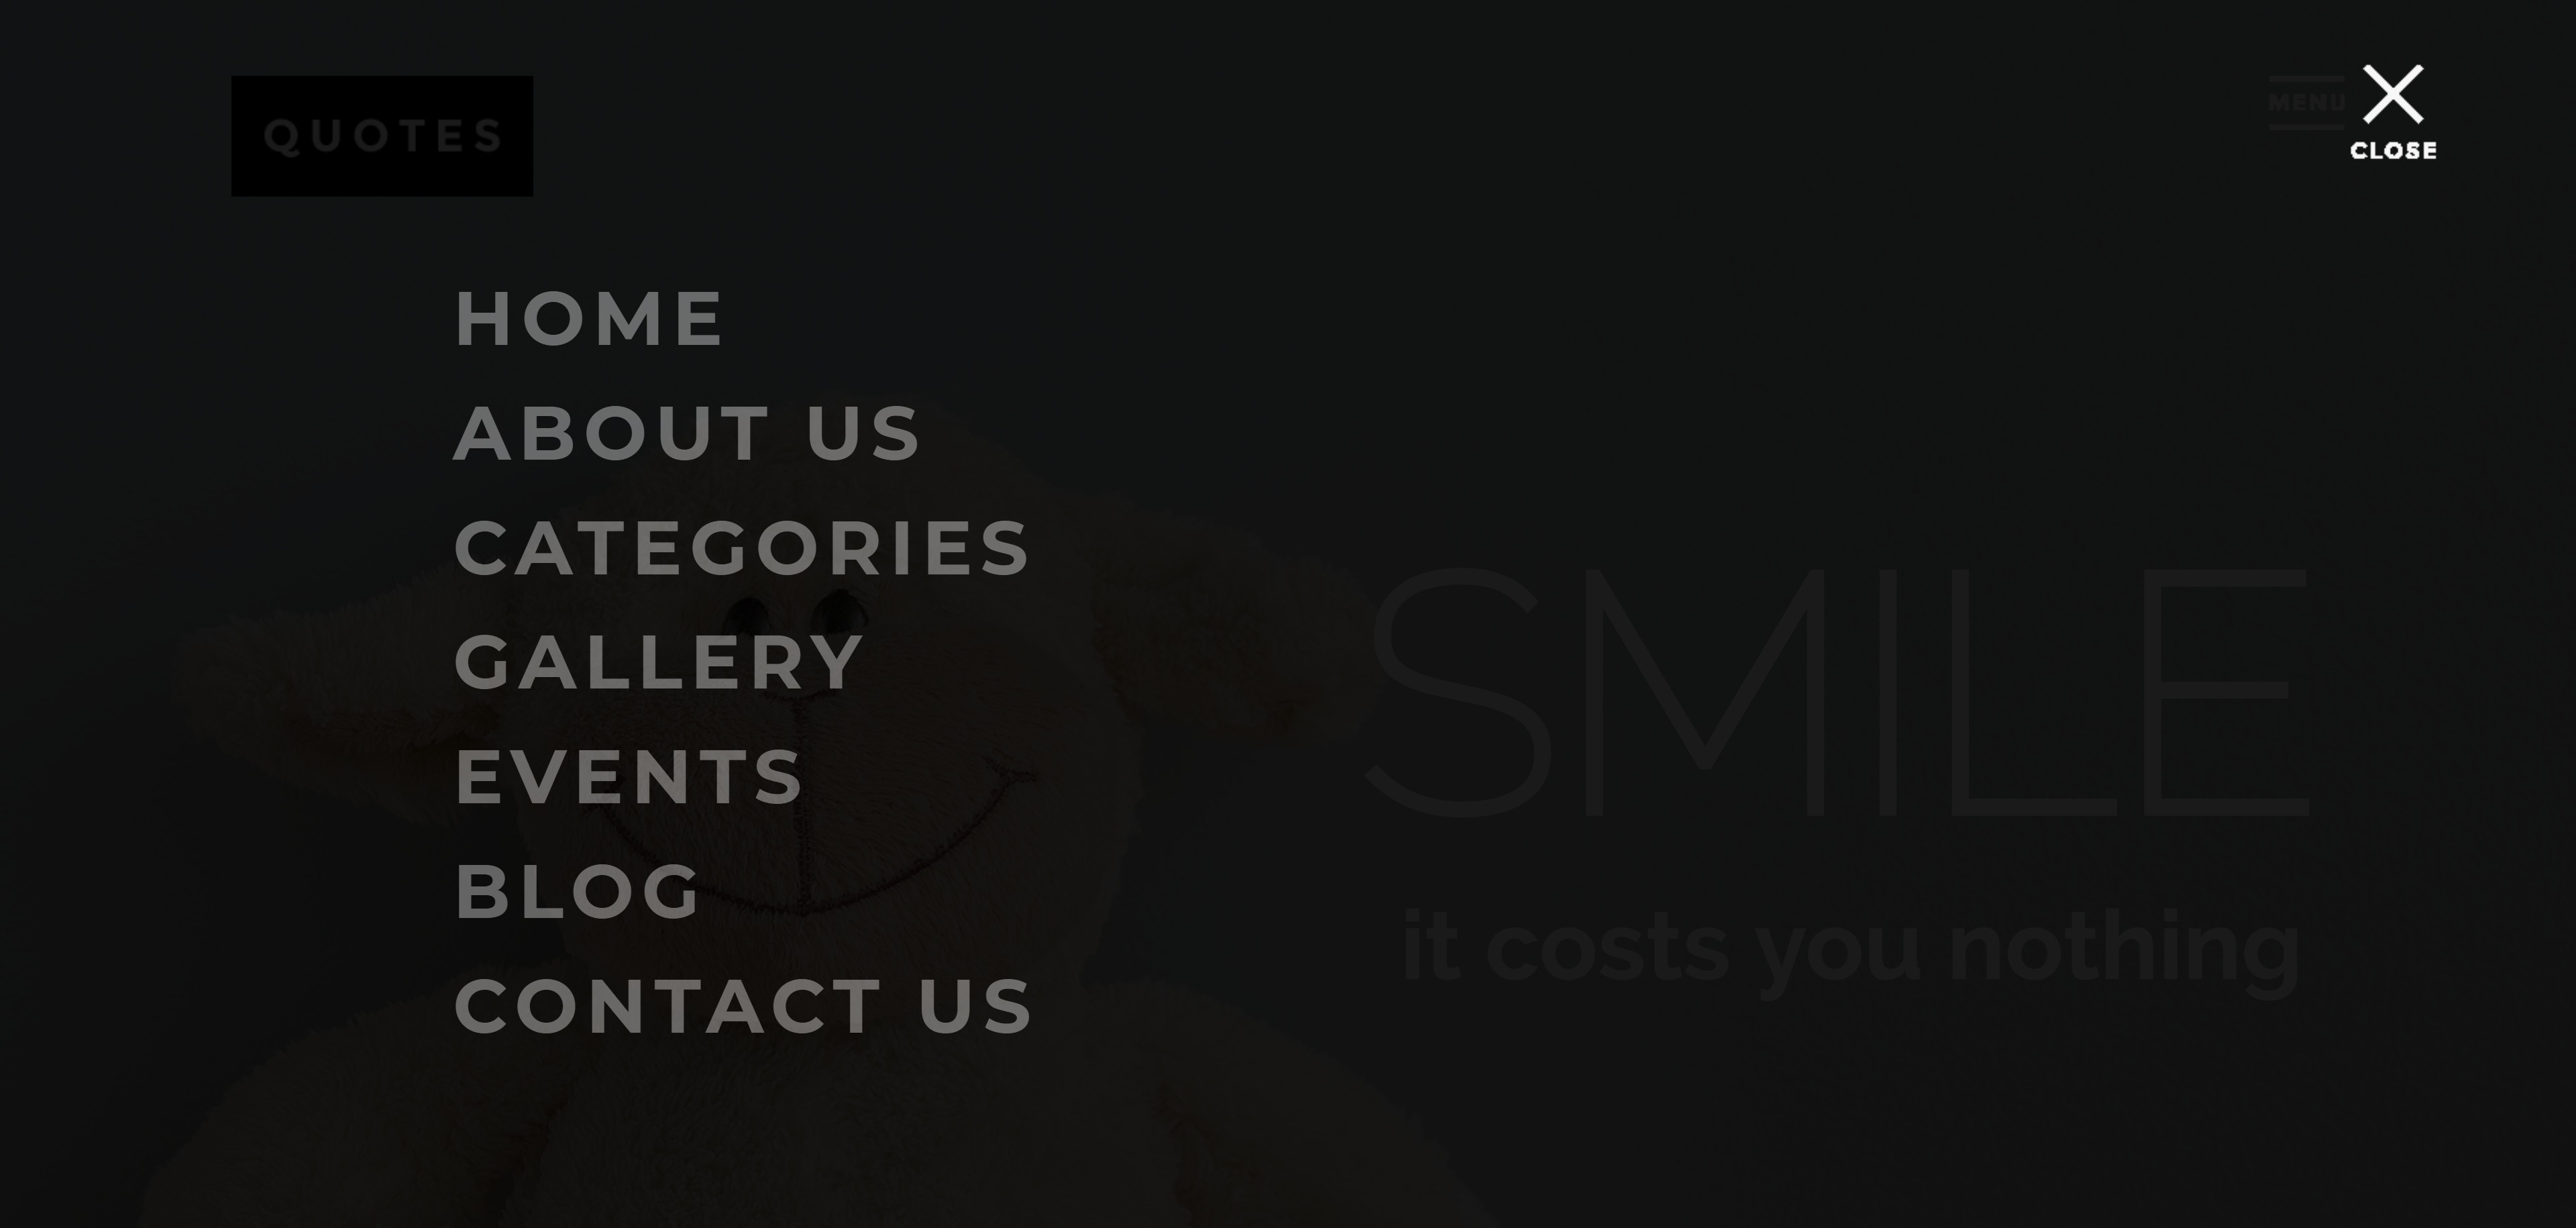 QUOTES
MENU
CLOSE
HOME
ABOUT US
CATEGORIES
GALLERY
EVENTS
BLOG
CONTACT US
SMILE
it costs you nothing